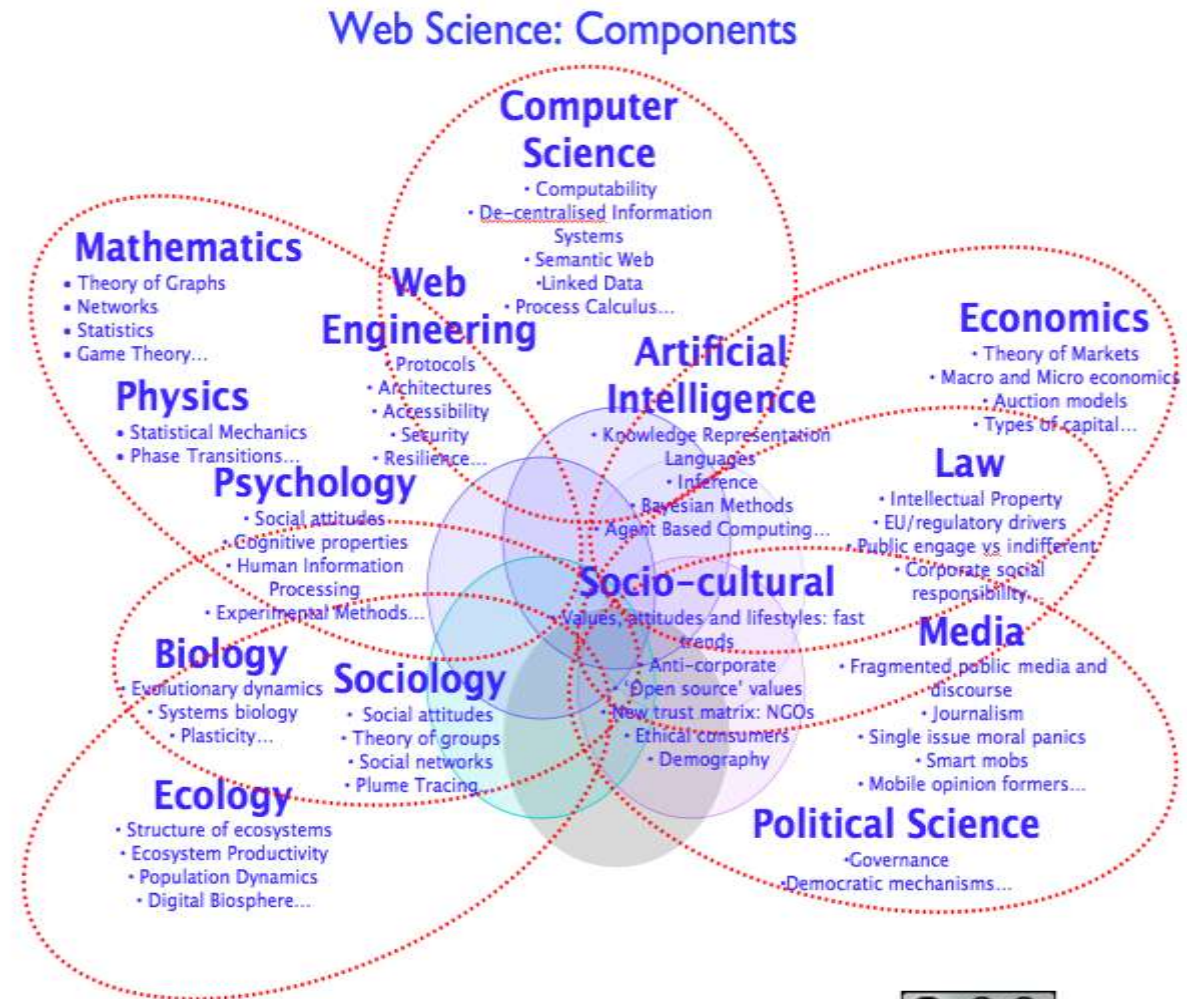 Web Science: Components
Computer
Science
• Computability
• De-centralised Information
Systems
• Semantic Web
•Linked Data
• Process Calculus...
Mathematics
• Theory of Graphs
• Networks
• Statistics
• Game Theory...
Web
Engineering
• Protocols
• Architectures
• Accessibility
• Security
• Resilience...
Artificial
Intelligence
• Knowledge Representation
Languages
• Inference
• Bayesian Methods
• Agent Based Computing...
Economics
• Theory of Markets
• Macro and Micro economics
• Auction models
• Types of capital...
Physics
• Statistical Mechanics
• Phase Transitions...
Law
• Intellectual Property
• EU/regulatory drivers
• Public engage vs indifferent
• Corporate social
responsibility...
Psychology
• Social attitudes
• Cognitive properties
• Human Information
Processing
• Experimental Methods...
Socio-cultural
• Values, attitudes and lifestyles: fast
trends
• Anti-corporate
• 'Open source' values
• New trust matrix: NGOs
• Ethical consumers
• Demography
Media
• Fragmented public media and
discourse
• Journalism
• Single issue moral panics
• Smart mobs
• Mobile opinion formers...
Biology
• Evolutionary dynamics
• Systems biology
• Plasticity...
Sociology
• Social attitudes
• Theory of groups
• Social networks
• Plume Tracing...
Ecology
• Structure of ecosystems
• Ecosystem Productivity
• Population Dynamics
• Digital Biosphere...
Political Science
•Governance
•Democratic mechanisms...